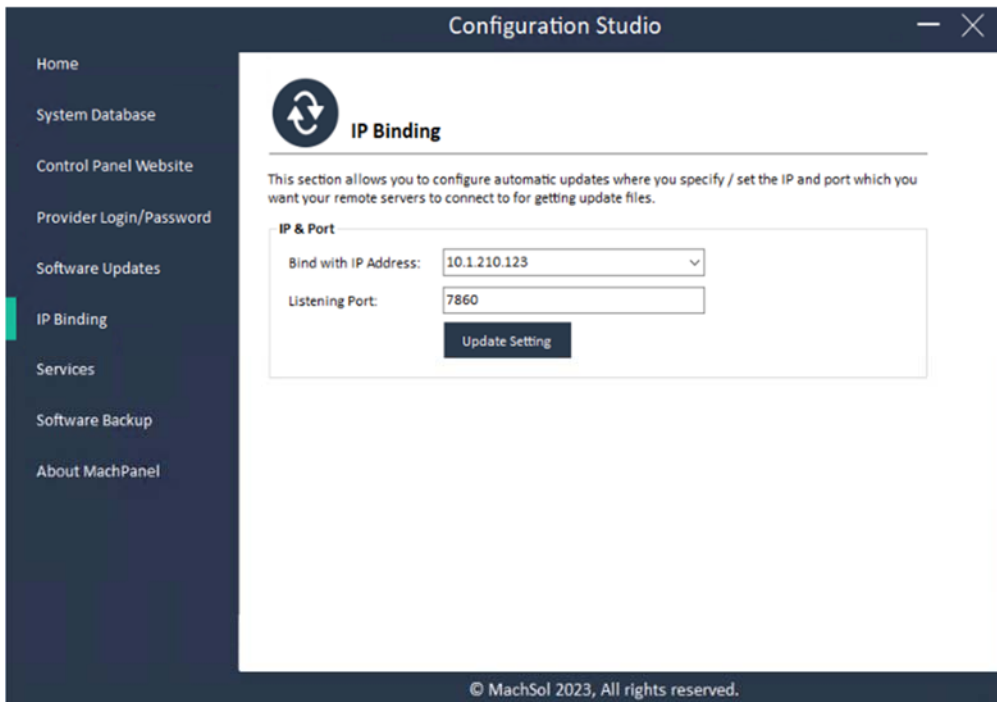 Configuration Studio
Home
System Database
Control Panel Website
Provider Login/Password
Software Updates
IP Binding
Services
Software Backup
About MachPanel
IP Binding
This section allows you to configure automatic updates where you specify / set the IP and port which you
want your remote servers to connect to for getting update files.
IP & Port
Bind with IP Address: 10.1.210.123
Listening Port: 7860
Update Setting
© MachSol 2023, All rights reserved.